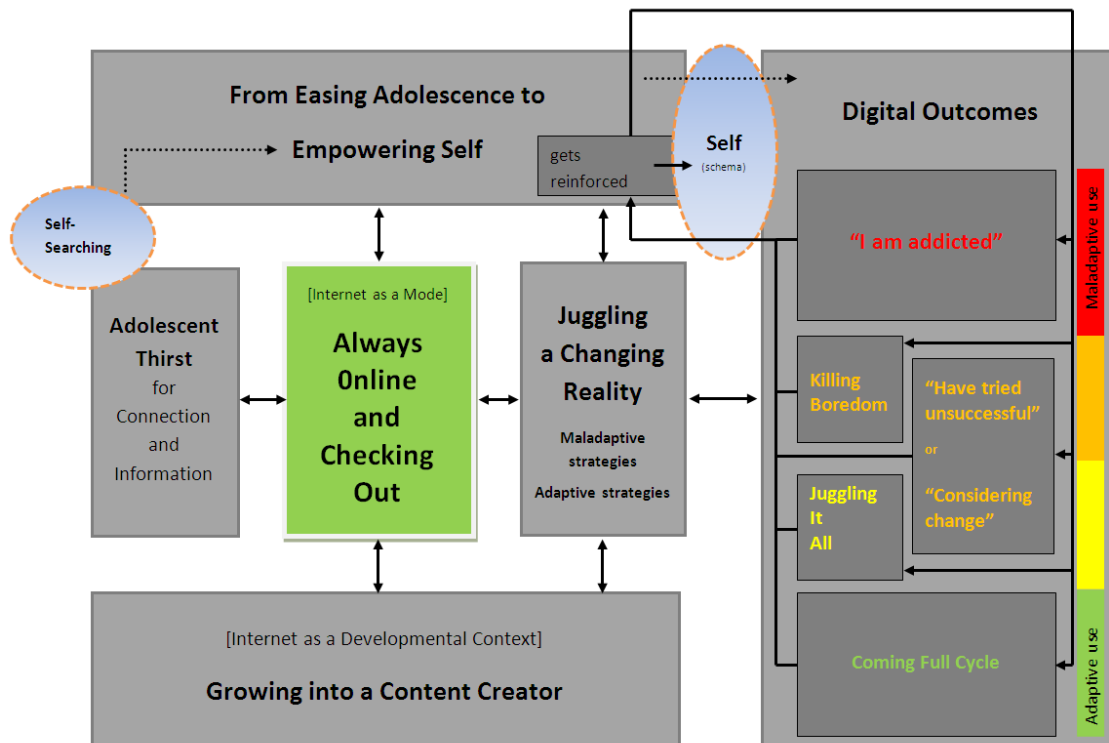 From Easing Adolescence to
Empowering Self
gets
reinforced
Self
(schema)
Self-
Searching
Adolescent
Thirst
for
Connection
and
Information
[Internet as a Mode]
Always
0nline
and
Checking
Out
Juggling
a Changing
Reality
Maladaptive
strategies
Adaptive strategies
[Internet as a Developmental Context]
Growing into a Content Creator
Digital Outcomes
“I am addicted”
Killing
Boredom
“Have tried
unsuccessful”
or
“Considering
change”
Juggling
It
All
Coming Full Cycle
Maladaptive use
Adaptive use